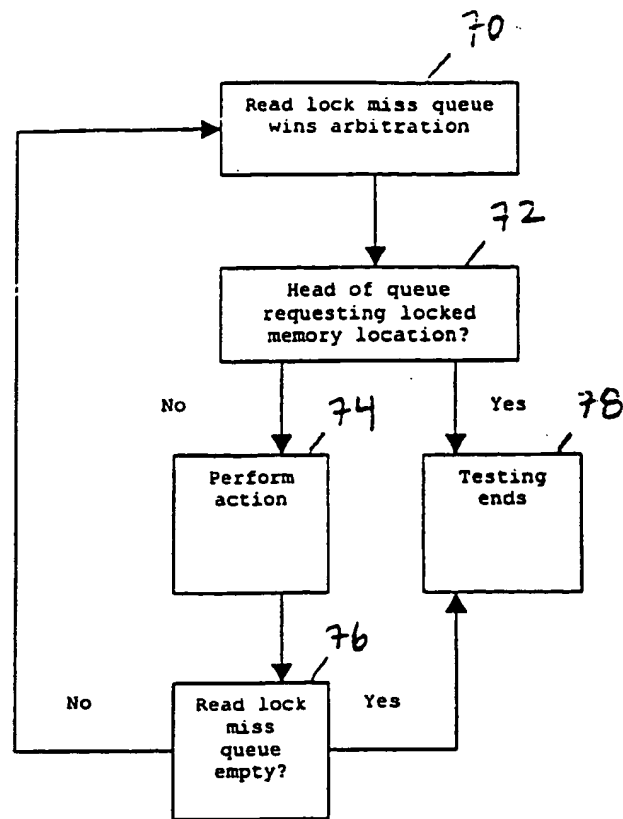 70
Read lock miss queue
wins arbitration
72
Head of queue
requesting locked
memory location?
No
74
Yes
78
Perform
action
Testing
ends
76
No
Read lock
miss
queue
empty?
Yes